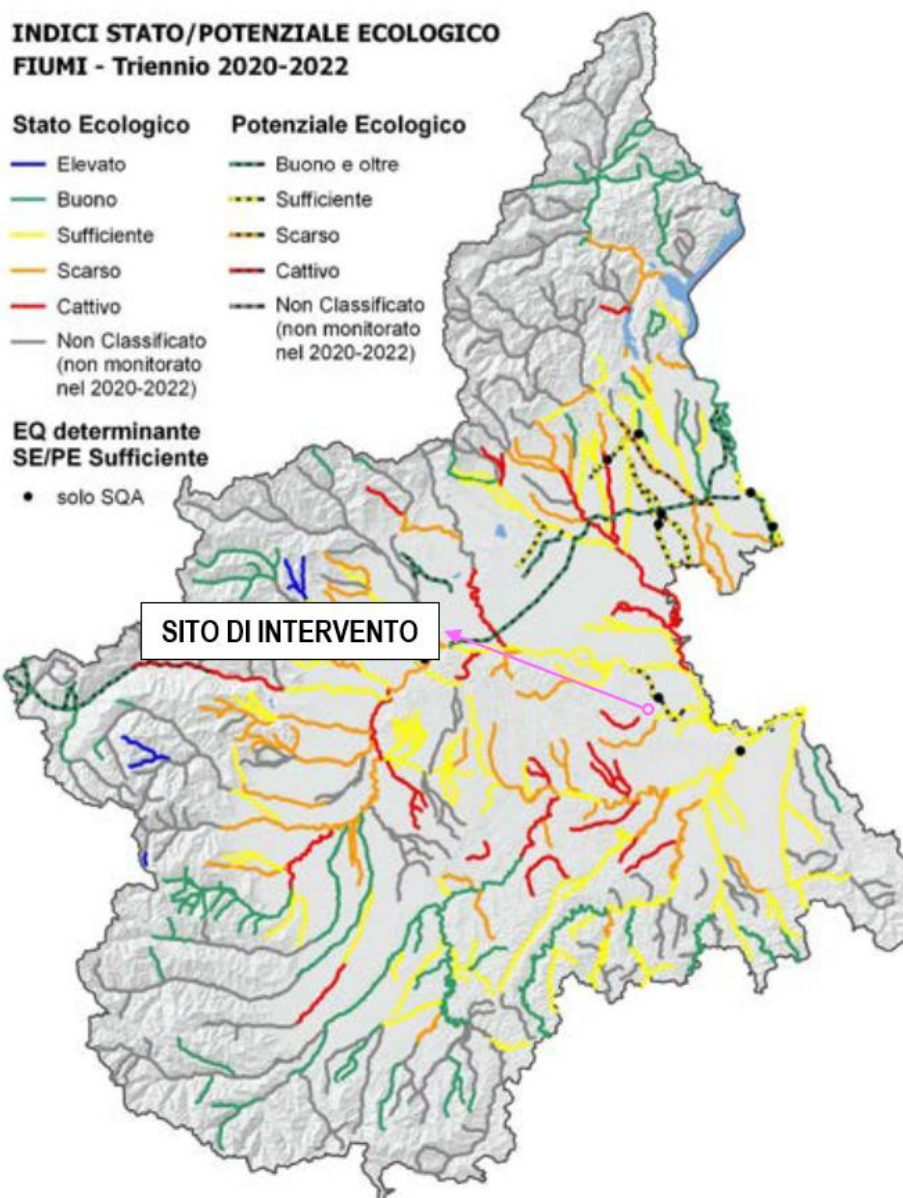 INDICI STATO/POTENZIALE ECOLOGICO
FIUMI - Triennio 2020-2022
Stato Ecologico
Elevato
Buono
Sufficiente
Scarso
Cattivo
Non Classificato
(non monitorato
nel 2020-2022)
Potenziale Ecologico
Buono e oltre
Sufficiente
Scarso
Cattivo
Non Classificato
(non monitorato
nel 2020-2022)
EQ determinante
SE/PE Sufficiente
solo SQA
SITO DI INTERVENTO